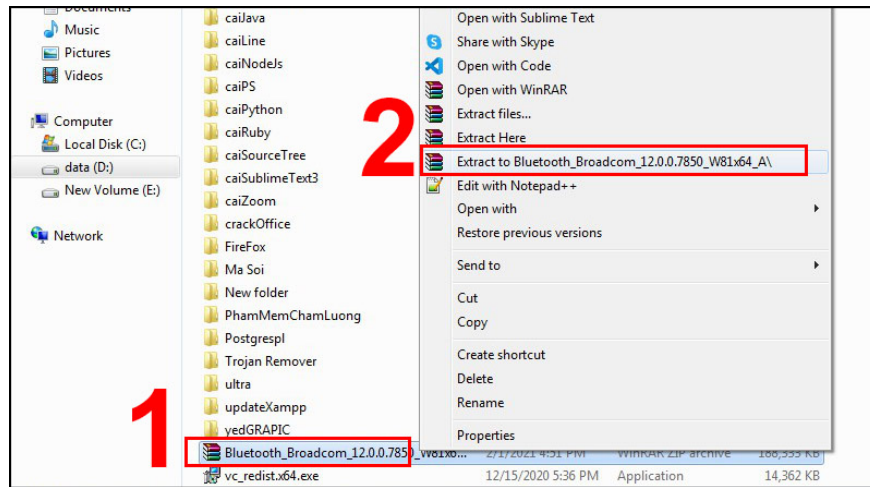 Documents
Music
Pictures
Videos
Computer
Local Disk (C:)
data (D:)
New Volume (E:)
Network
caiJava
caiLine
caiNodeJs
caiPS
caiPython
caiRuby
caiSourceTree
caiSublimeText3
caiZoom
crackOffice
FireFox
Ma Soi
New folder
PhamMemChamLuong
Postgrespl
Trojan Remover
ultra
updateXampp
yedGRAPIC
1
Bluetooth_Broadcom_12.0.0.7850_W81x6... 2/1/2021 4:51 PM WinRAR ZIP archive 188,333 KB
vc_redist.x64.exe 12/15/2020 5:36 PM Application 14,362 KB
Open with Sublime Text
Share with Skype
Open with Code
Open with WinRAR
Extract files...
Extract Here
2
Extract to Bluetooth_Broadcom_12.0.0.7850_W81x64_A\
Edit with Notepad++
Open with
Restore previous versions
Send to
Cut
Copy
Create shortcut
Delete
Rename
Properties